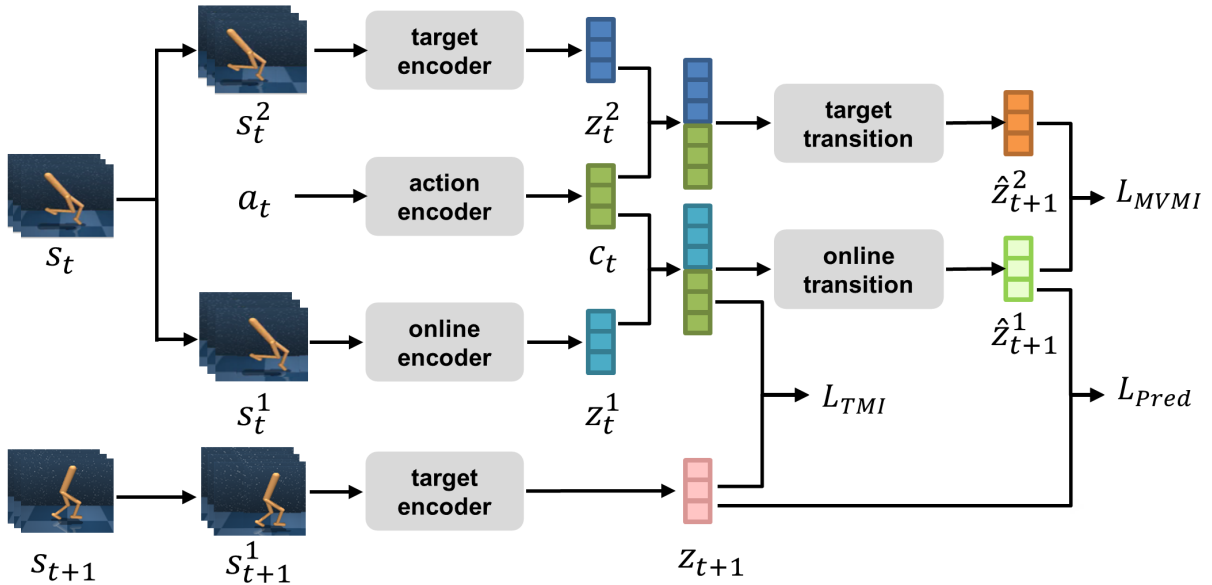 target
encoder
s_t^2
z_t^2
target
transition
ẑ_{t+1}^2
L_{MVMI}
s_t
a_t
action
encoder
c_t
online
transition
ẑ_{t+1}^1
s_t^1
online
encoder
z_t^1
L_{TMI}
L_{Pred}
s_{t+1}
s_{t+1}^1
target
encoder
z_{t+1}